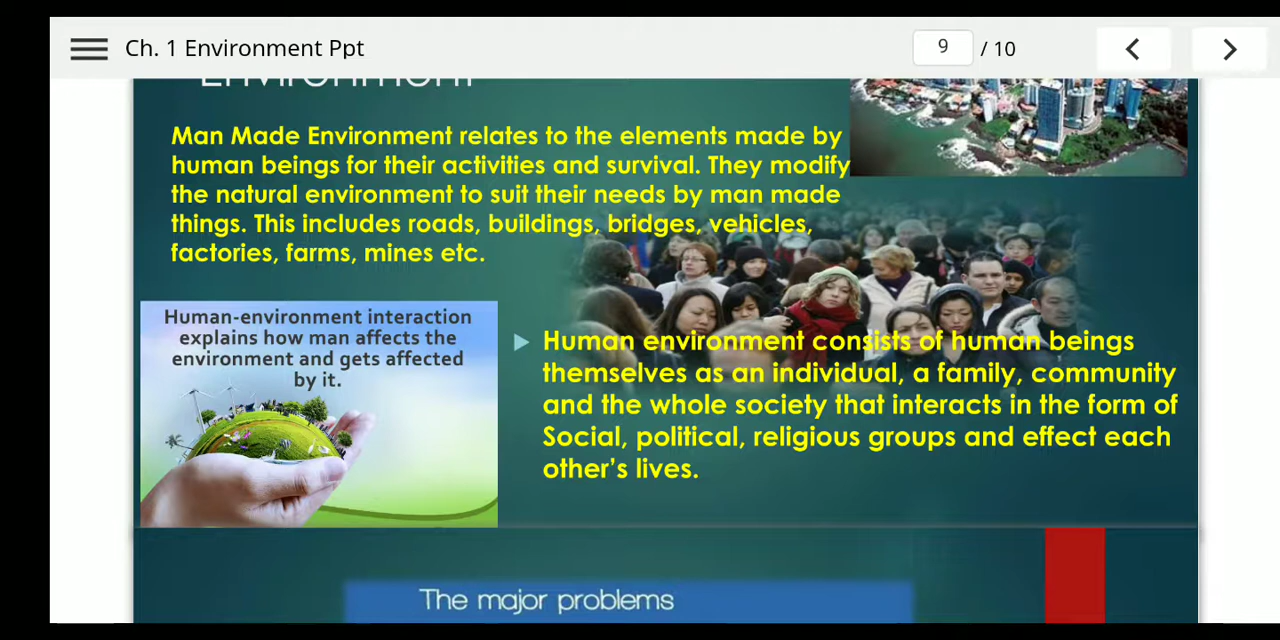 Ch. 1 Environment Ppt
9 / 10
Environment
Man Made Environment relates to the elements made by
human beings for their activities and survival. They modify
the natural environment to suit their needs by man made
things. This includes roads, buildings, bridges, vehicles,
factories, farms, mines etc.
Human-environment interaction
explains how man affects the
environment and gets affected
by it.
Human environment consists of human beings
themselves as an individual, a family, community
and the whole society that interacts in the form of
Social, political, religious groups and effect each
other's lives.
The major problems